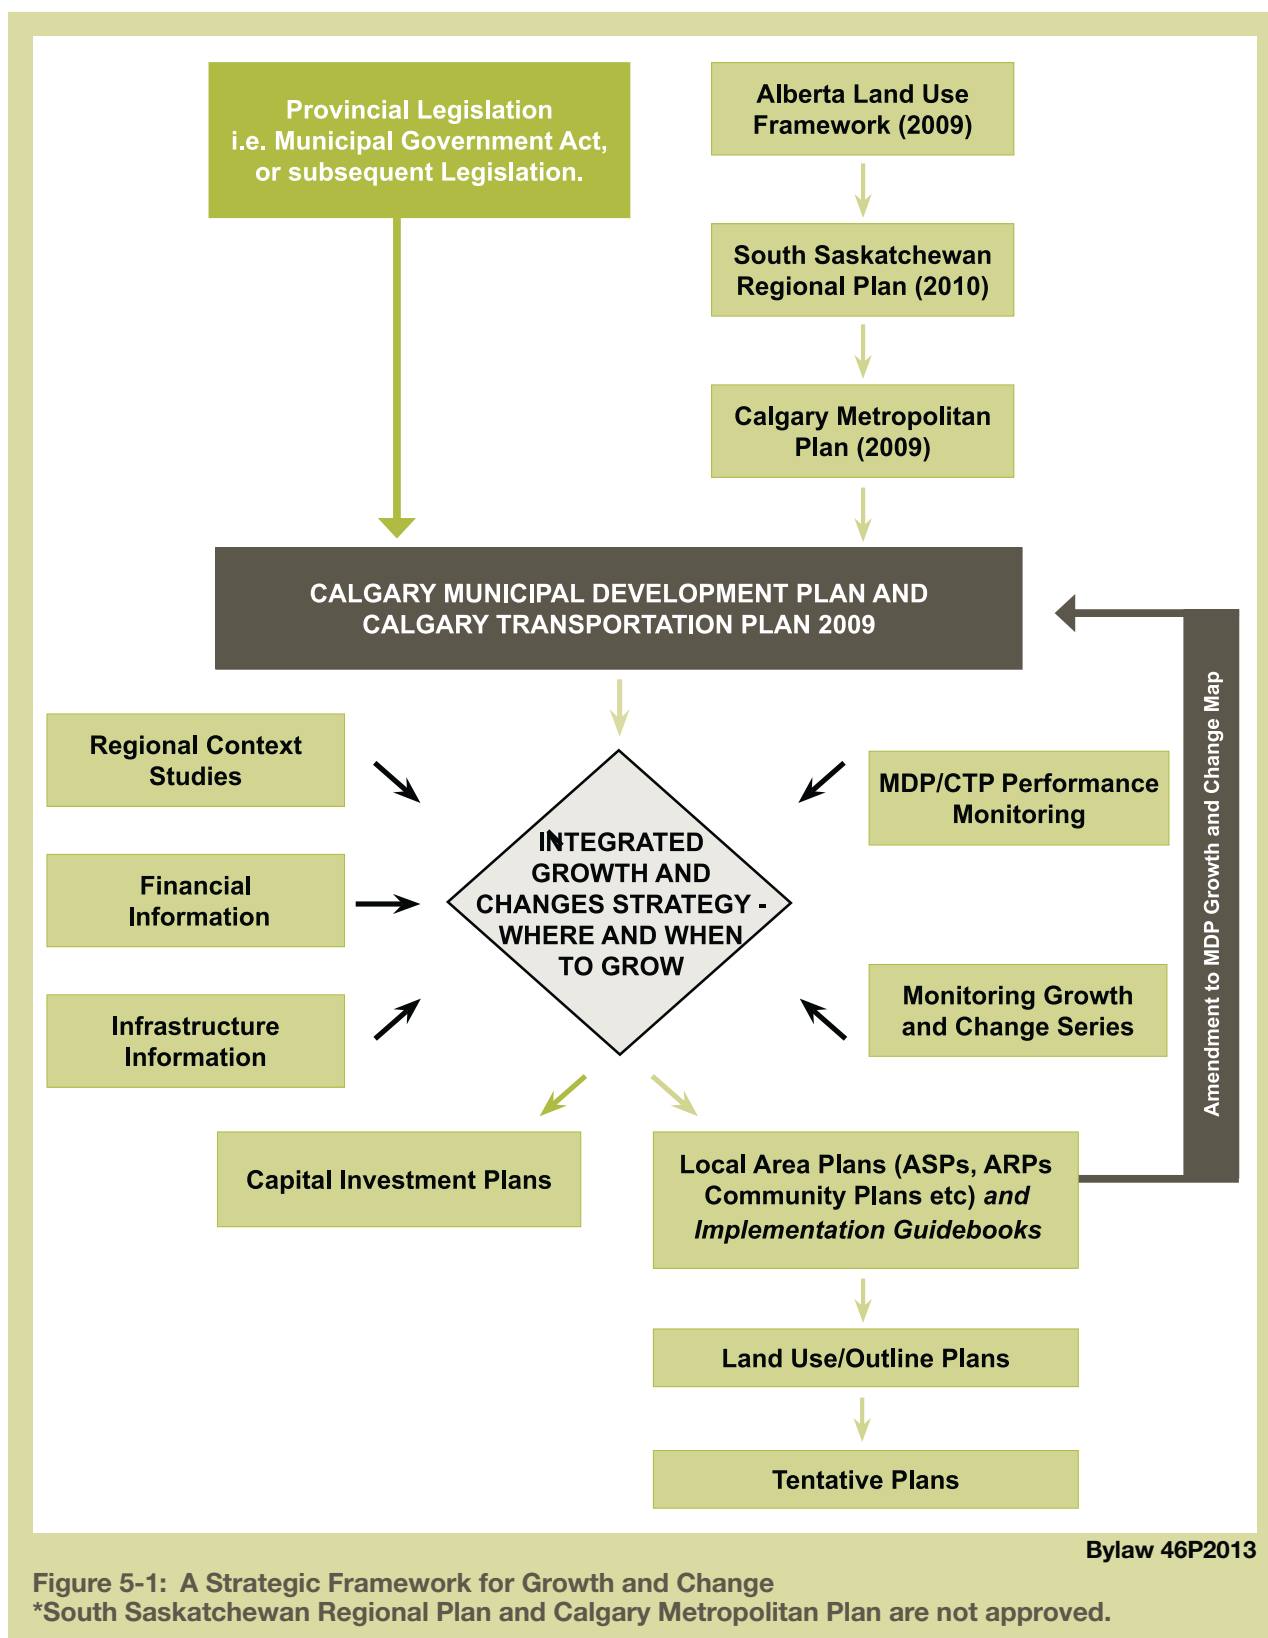 Provincial Legislation
i.e. Municipal Government Act,
or subsequent Legislation.
Alberta Land Use
Framework (2009)
South Saskatchewan
Regional Plan (2010)
Calgary Metropolitan
Plan (2009)
CALGARY MUNICIPAL DEVELOPMENT PLAN AND
CALGARY TRANSPORTATION PLAN 2009
Regional Context
Studies
Financial
Information
Infrastructure
Information
INTEGRATED
GROWTH AND
CHANGES STRATEGY -
WHERE AND WHEN
TO GROW
MDP/CTP Performance
Monitoring
Monitoring Growth
and Change Series
Amendment to MDP Growth and Change Map
Capital Investment Plans
Local Area Plans (ASPs, ARPs
Community Plans etc) and
Implementation Guidebooks
Land Use/Outline Plans
Tentative Plans
Bylaw 46P2013
Figure 5-1: A Strategic Framework for Growth and Change
*South Saskatchewan Regional Plan and Calgary Metropolitan Plan are not approved.